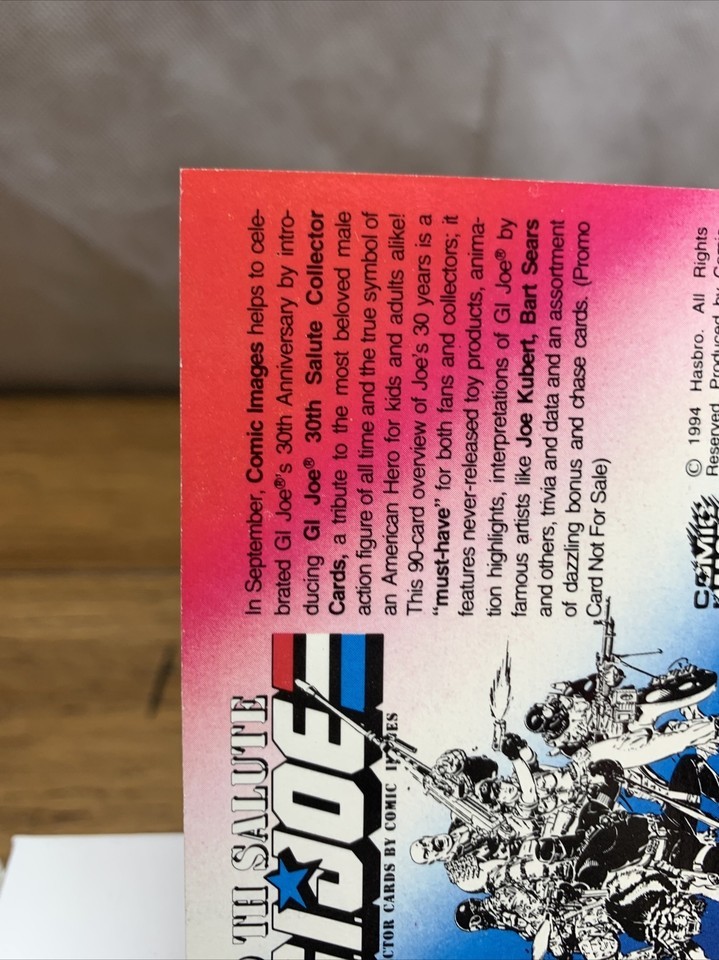 TH SALUTE
G.I. JOE
CTOR CARDS BY COMIC
In September, Comic Images helps to cele-
brated GI Joe®'s 30th Anniversary by intro-
ducing GI Joe® 30th Salute Collector
Cards, a tribute to the most beloved male
action figure of all time and the true symbol of
an American Hero for kids and adults alike!
This 90-card overview of Joe's 30 years is a
“must-have” for both fans and collectors; it
features never-released toy products, anima-
tion highlights, interpretations of GI Joe® by
famous artists like Joe Kubert, Bart Sears
and others, trivia and data and an assortment
of dazzling bonus and chase cards. (Promo
Card Not For Sale)
© 1994 Hasbro. All Rights
Reserved. Produced by
COMIC